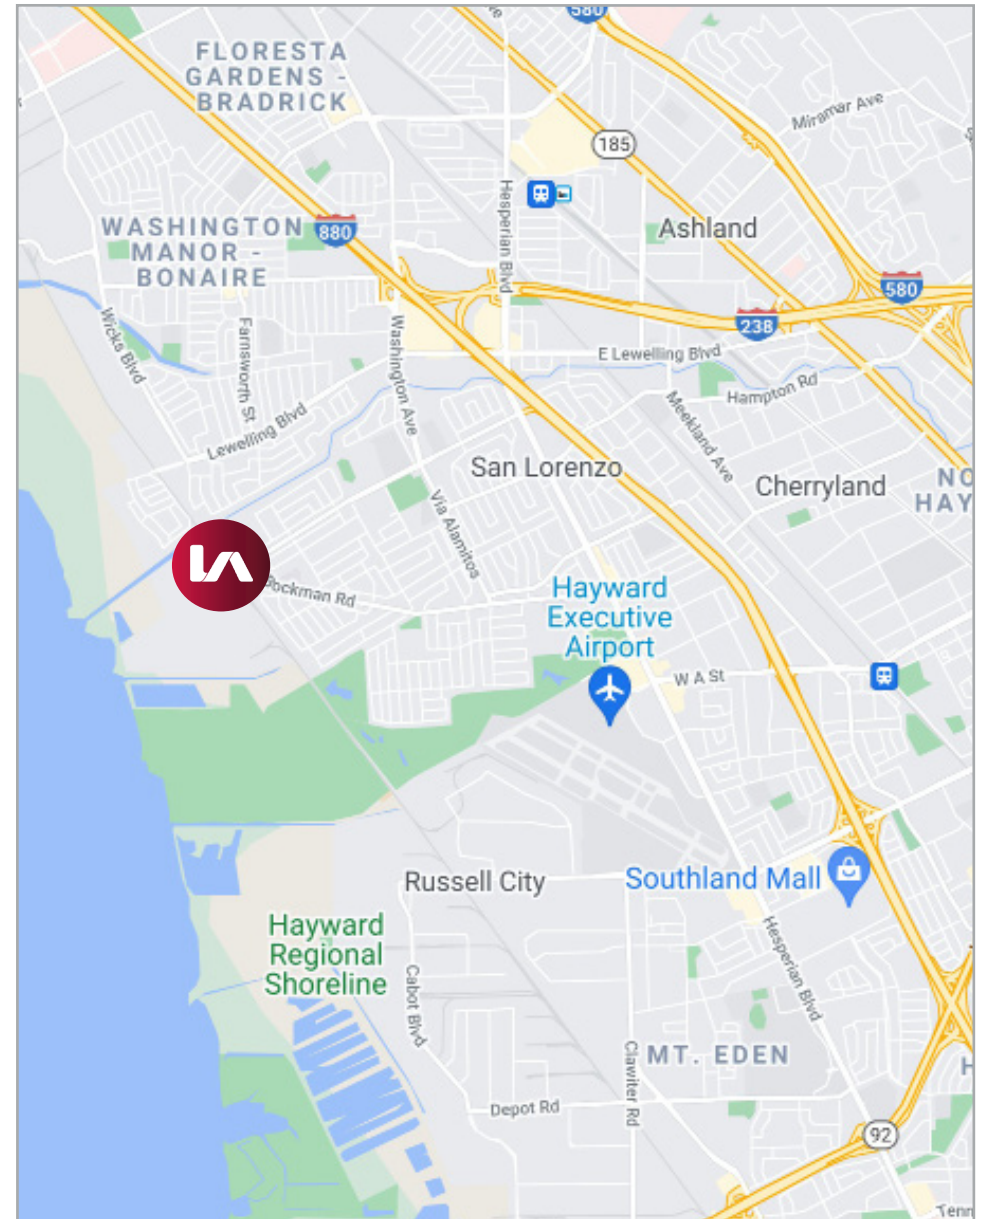 580
FLORESTA
GARDENS -
BRADRICK
Miramar Ave
185
Hesperian Blvd
WASHINGTON
MANOR -
BONAIRE
880
Ashland
580
238
Wicks Blvd
Farnsworth St
Washington Ave
E Lewelling Blvd
Hampton Rd
Meekland Ave
Lewelling Blvd
San Lorenzo
Cherryland
NO
HAY
Via Alamitos
Bockman Rd
Hayward
Executive
Airport
W A St
Russell City
Southland Mall
Hayward
Regional
Shoreline
Hesperian Blvd
Cabot Blvd
Clawiter Rd
MT. EDEN
H
Depot Rd
92
Tenn